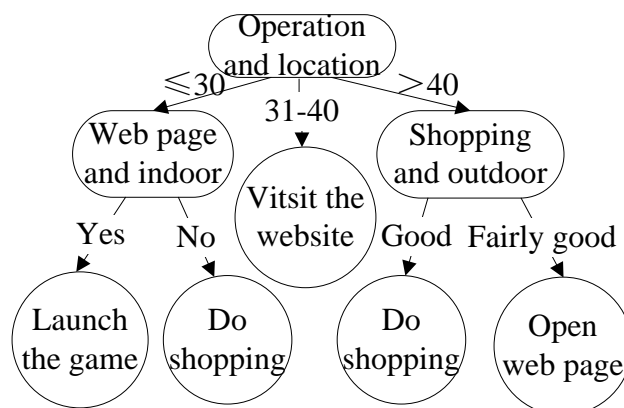 Operation
and location
≤30
31-40
>40
Web page
and indoor
Shopping
and outdoor
Vitsit the
website
Yes
No
Good
Fairly good
Launch
the game
Do
shopping
Do
shopping
Open
web page